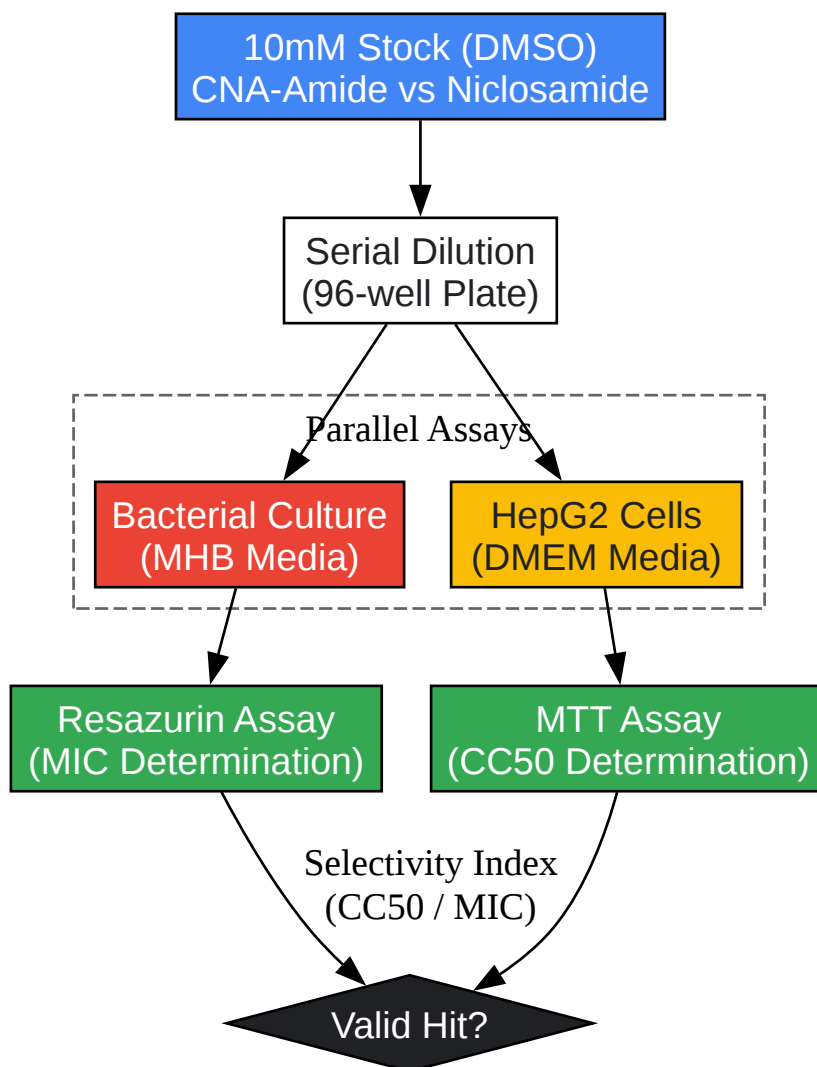 10mM Stock (DMSO)
CNA-Amide vs Niclosamide
Serial Dilution
(96-well Plate)
Parallel Assays
Bacterial Culture
(MHB Media)
HepG2 Cells
(DMEM Media)
Resazurin Assay
(MIC Determination)
MTT Assay
(CC50 Determination)
Selectivity Index
(CC50 / MIC)
Valid Hit?